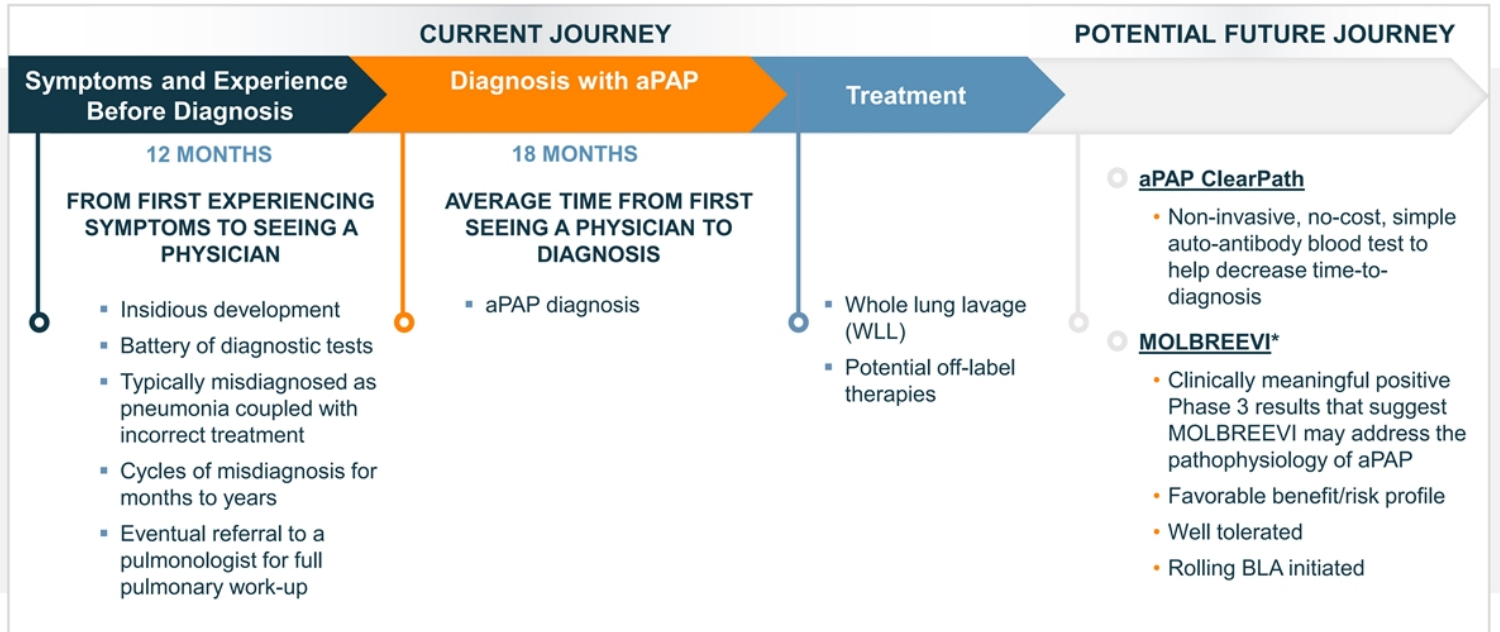 CURRENT JOURNEY
POTENTIAL FUTURE JOURNEY
Symptoms and Experience
Before Diagnosis
Diagnosis with aPAP
Treatment
12 MONTHS
FROM FIRST EXPERIENCING
SYMPTOMS TO SEEING A
PHYSICIAN
▪ Insidious development
▪ Battery of diagnostic tests
▪ Typically misdiagnosed as
pneumonia coupled with
incorrect treatment
▪ Cycles of misdiagnosis for
months to years
▪ Eventual referral to a
pulmonologist for full
pulmonary work-up
18 MONTHS
AVERAGE TIME FROM FIRST
SEEING A PHYSICIAN TO
DIAGNOSIS
▪ aPAP diagnosis
▪ Whole lung lavage
(WLL)
▪ Potential off-label
therapies
aPAP ClearPath
• Non-invasive, no-cost, simple
auto-antibody blood test to
help decrease time-to-
diagnosis
MOLBREEVI*
• Clinically meaningful positive
Phase 3 results that suggest
MOLBREEVI may address the
pathophysiology of aPAP
• Favorable benefit/risk profile
• Well tolerated
• Rolling BLA initiated